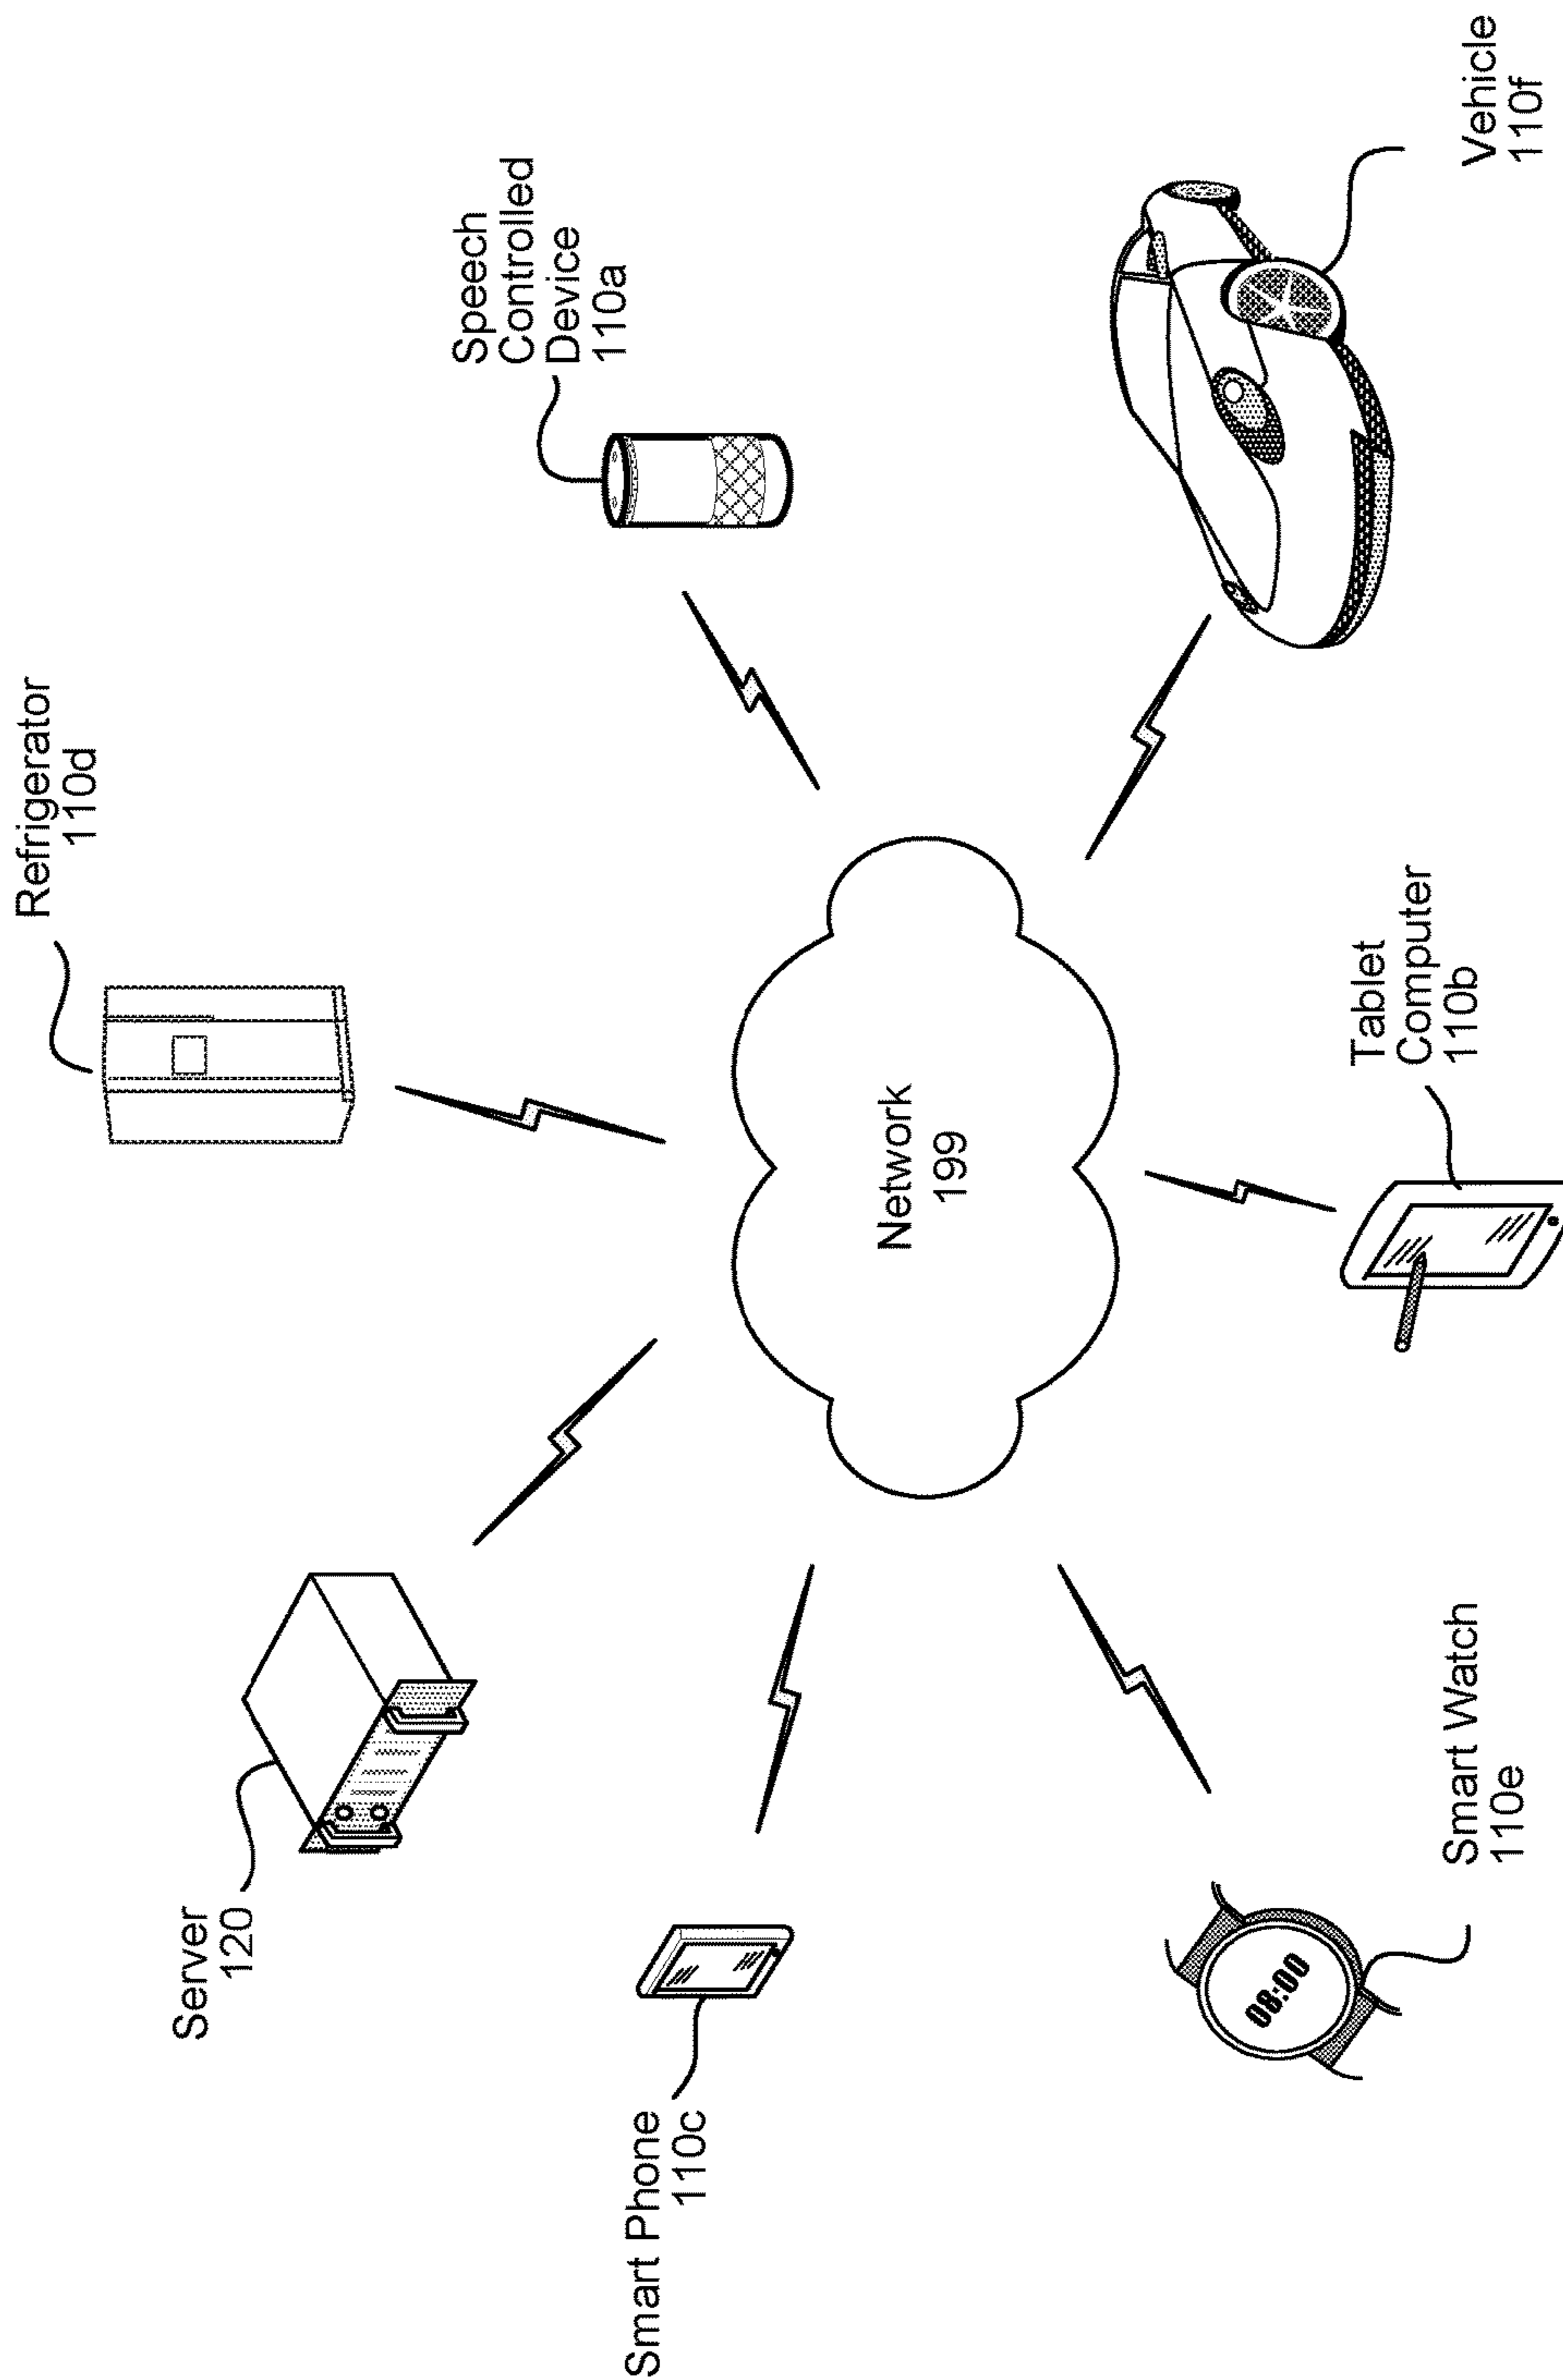 Refrigerator
110d
Server
120
Speech
Controlled
Device
110a
Smart Phone
110c
Network
199
Smart Watch
110e
08:00
Tablet
Computer
110b
Vehicle
110f